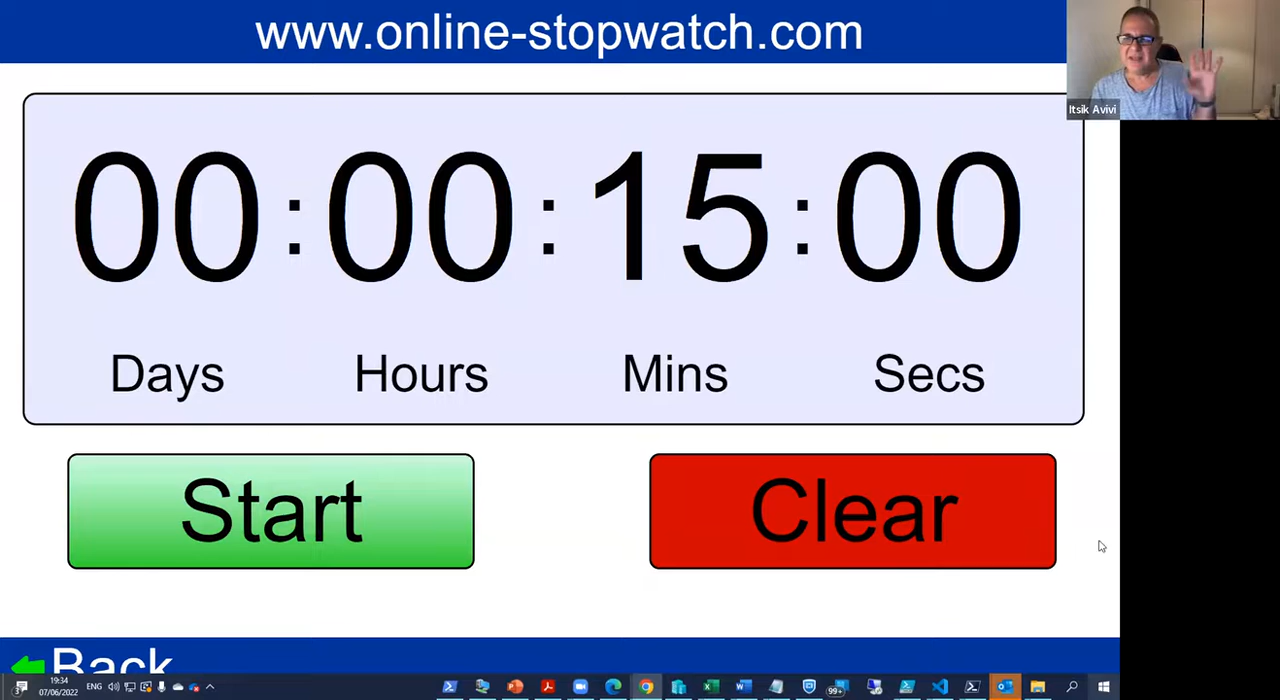 www.online-stopwatch.com
Itsik Avivi
00:00:15:00
Days Hours Mins Secs
Start Clear
Back
19:34
ENG
07/06/2022
99+